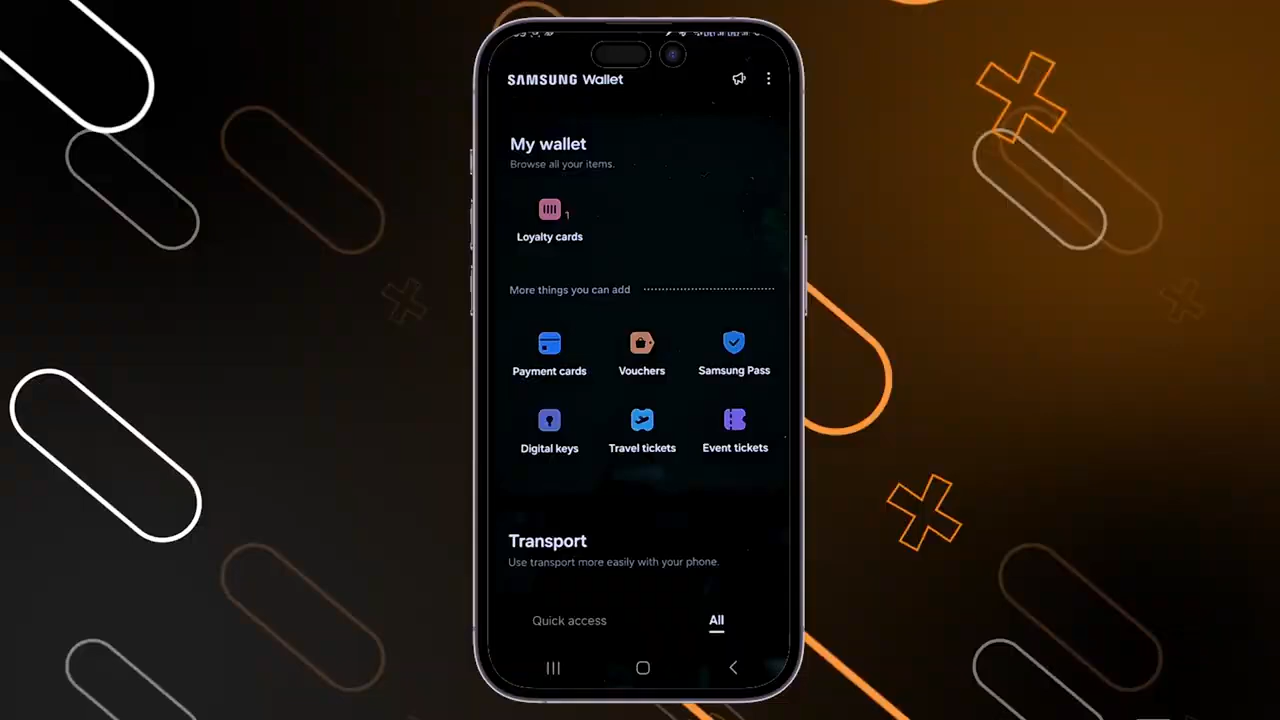 SAMSUNG Wallet
My wallet
Browse all your items.
1
Loyalty cards
More things you can add
Payment cards
Vouchers
Samsung Pass
Digital keys
Travel tickets
Event tickets
Transport
Use transport more easily with your phone.
Quick access
All